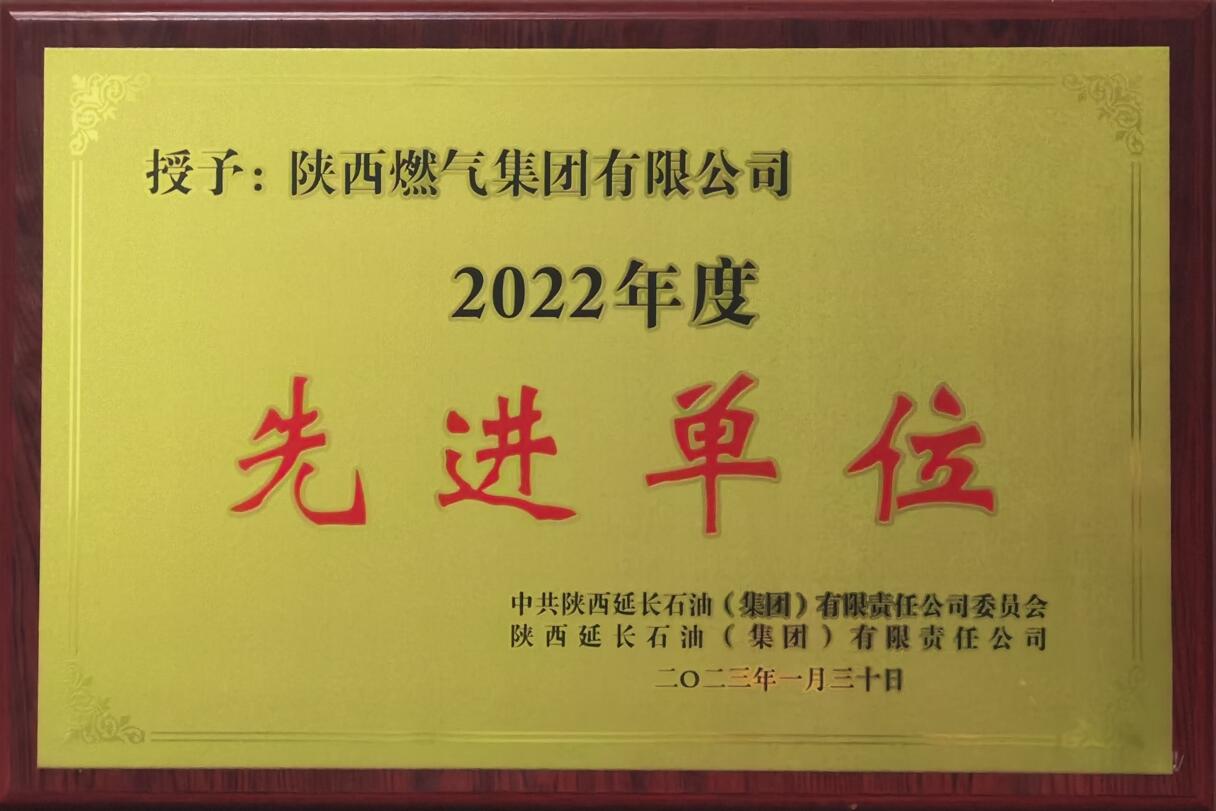 授予：陕西燃气集团有限公司
2022年度
先进单位
中共陕西延长石油（集团）有限责任公司委员会
陕西延长石油（集团）有限责任公司
二〇二三年一月三十日